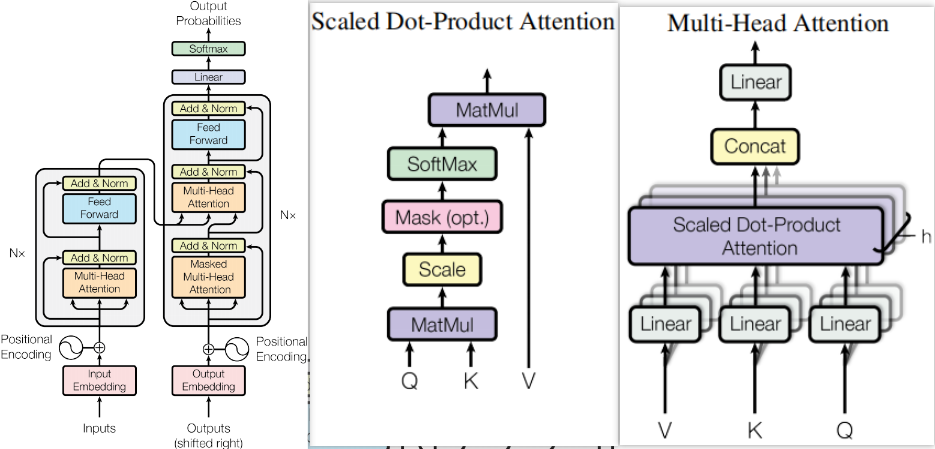 Output
Probabilities
Softmax
Linear
Add & Norm
Feed
Forward
Add & Norm
Multi-Head
Attention
Add & Norm
Masked
Multi-Head
Attention
Nx
Add & Norm
Feed
Forward
Add & Norm
Multi-Head
Attention
Nx
Positional
Encoding
Positional
Encoding
Input
Embedding
Output
Embedding
Inputs
Outputs
(shifted right)
Scaled Dot-Product Attention
MatMul
SoftMax
Mask (opt.)
Scale
MatMul
Q K V
Multi-Head Attention
Linear
Concat
Scaled Dot-Product
Attention
h
Linear Linear Linear
V K Q